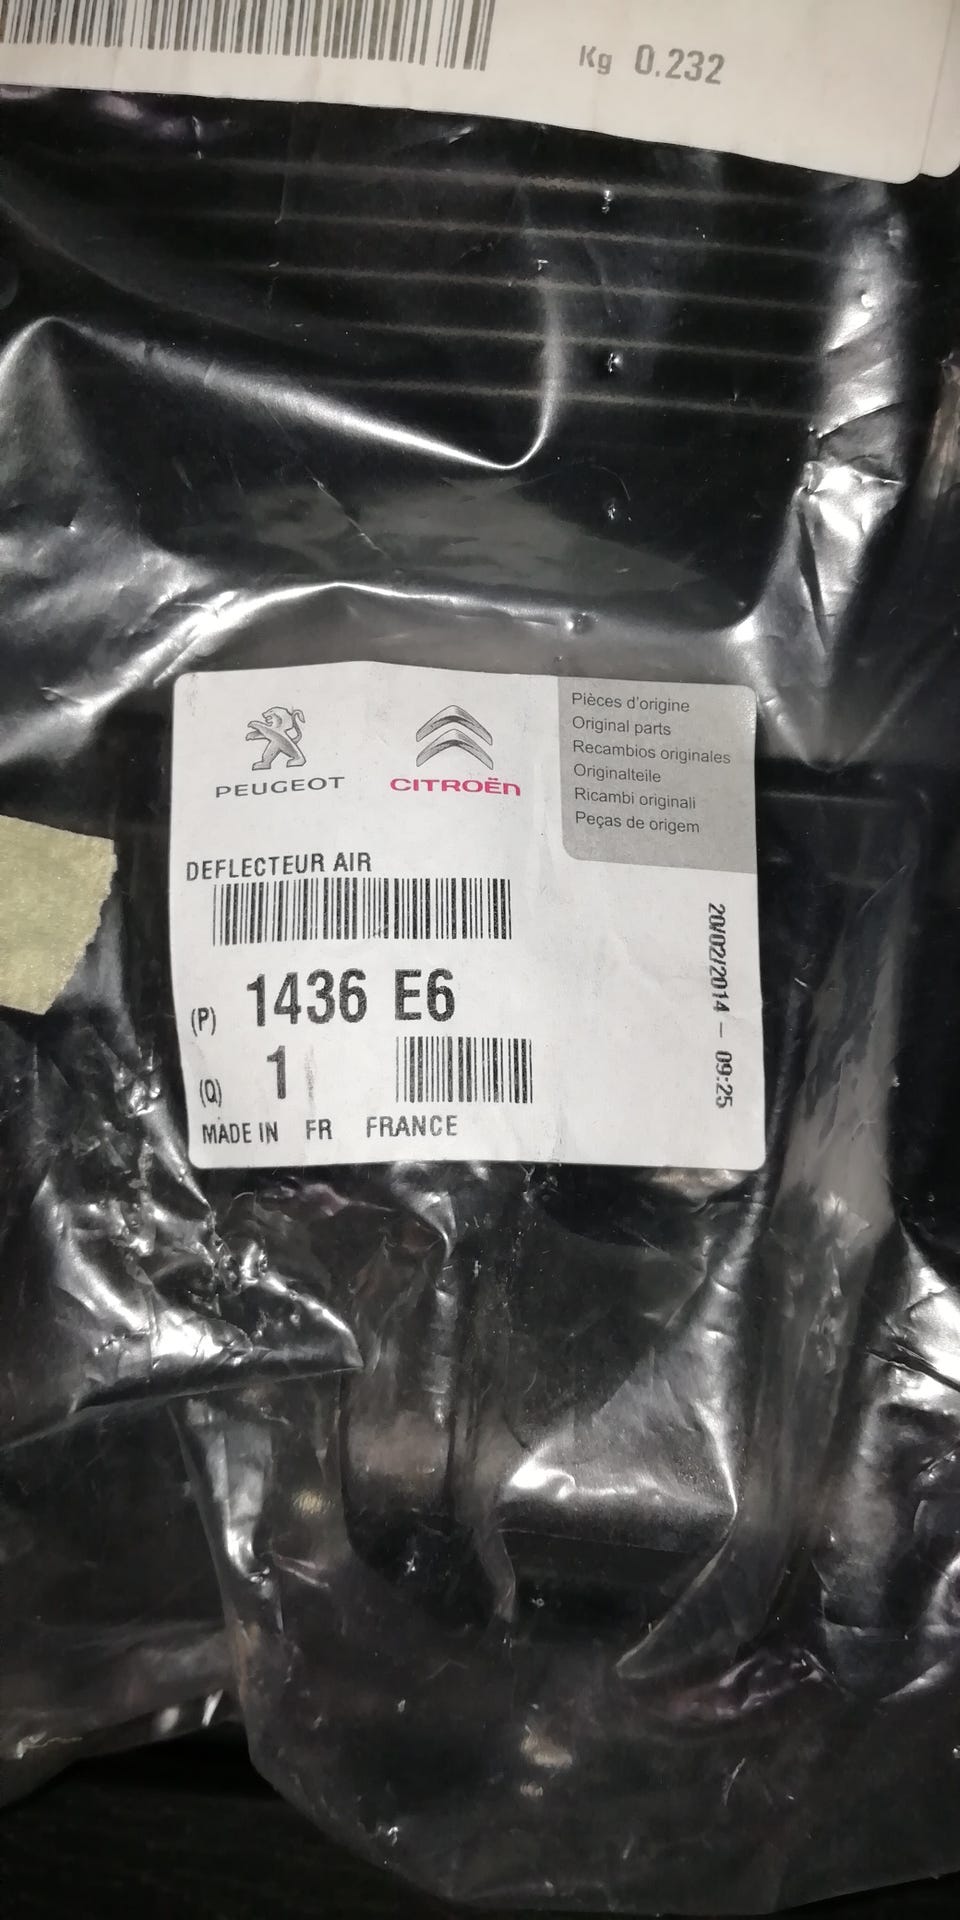 Kg 0.232
PEUGEOT
CITROËN
Pièces d'origine
Original parts
Recambios originales
Originalteile
Ricambi originali
Peças de origem
DEFLECTEUR AIR
(P) 1436 E6
(Q) 1
MADE IN FR FRANCE
20/02/2014 - 09:25